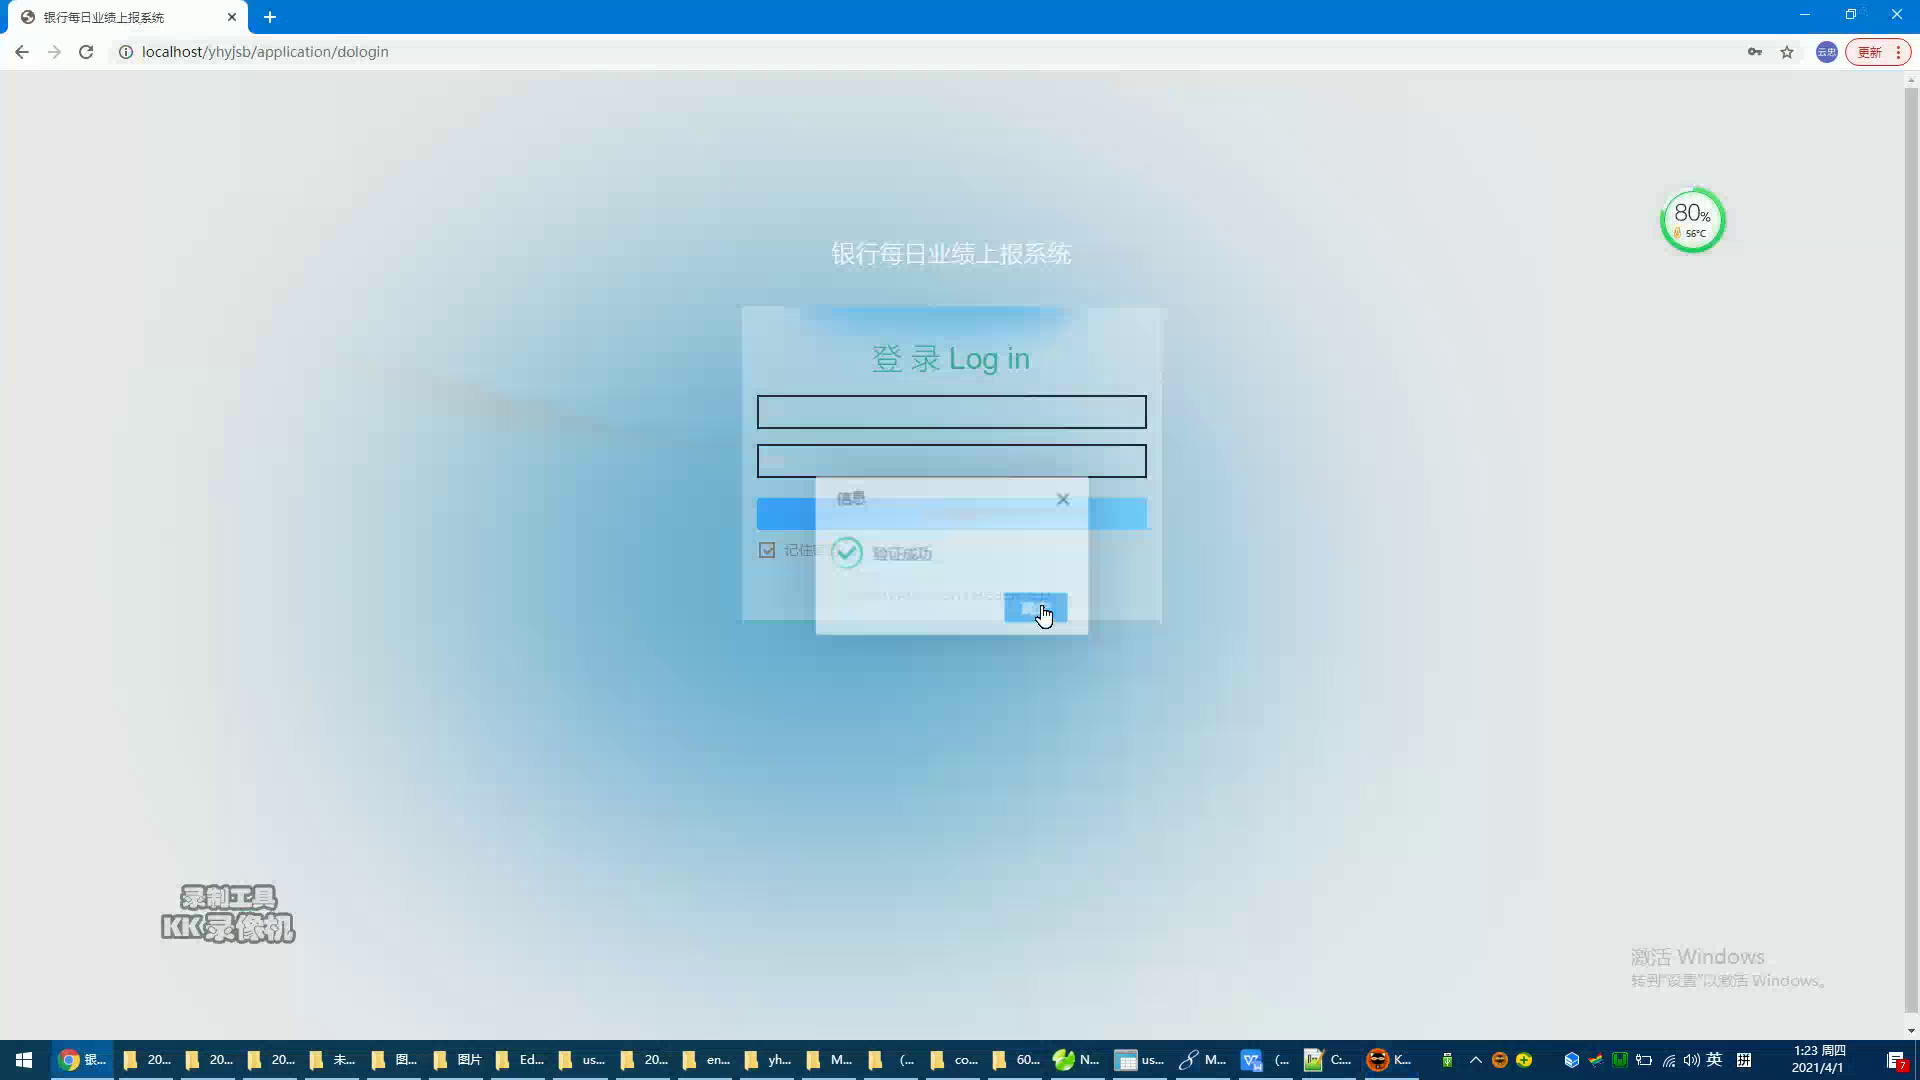 银行每日业绩上报系统
localhost/yhyjsb/application/dologin
云忠
更新
80%
56°C
银行每日业绩上报系统
登 录 Log in
信息
记住
验证成功
录制工具
KK录像机
激活 Windows
转到"设置"以激活 Windows。
银...
20...
20...
20...
未...
图...
图片
Ed...
us...
20...
en...
yh...
M...
(...
co...
60...
N...
us...
M...
(...
C:...
K...
英
1:23 周四
2021/4/1
7